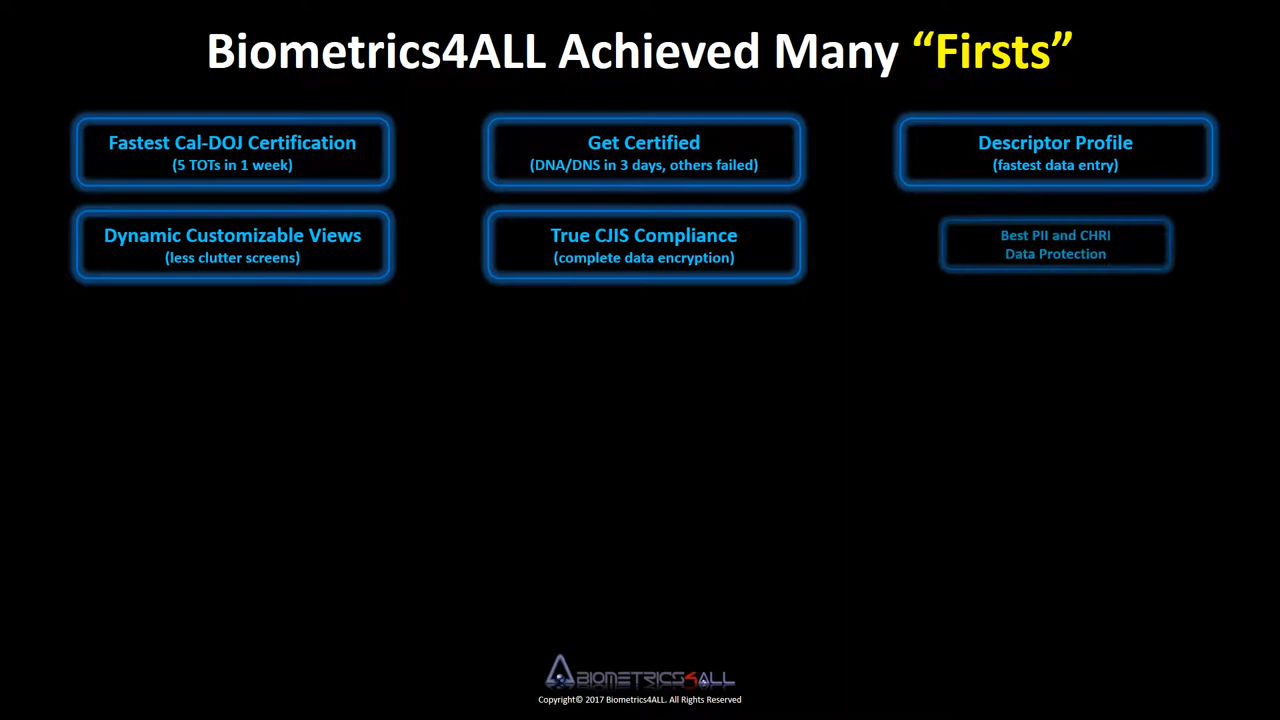 Biometrics4ALL Achieved Many “Firsts”
Fastest Cal-DOJ Certification
(5 TOTs in 1 week)
Get Certified
(DNA/DNS in 3 days, others failed)
Descriptor Profile
(fastest data entry)
Dynamic Customizable Views
(less clutter screens)
True CJIS Compliance
(complete data encryption)
Best PII and CHRI
Data Protection
BIOMETRICS4ALL
Copyright© 2017 Biometrics4ALL. All Rights Reserved